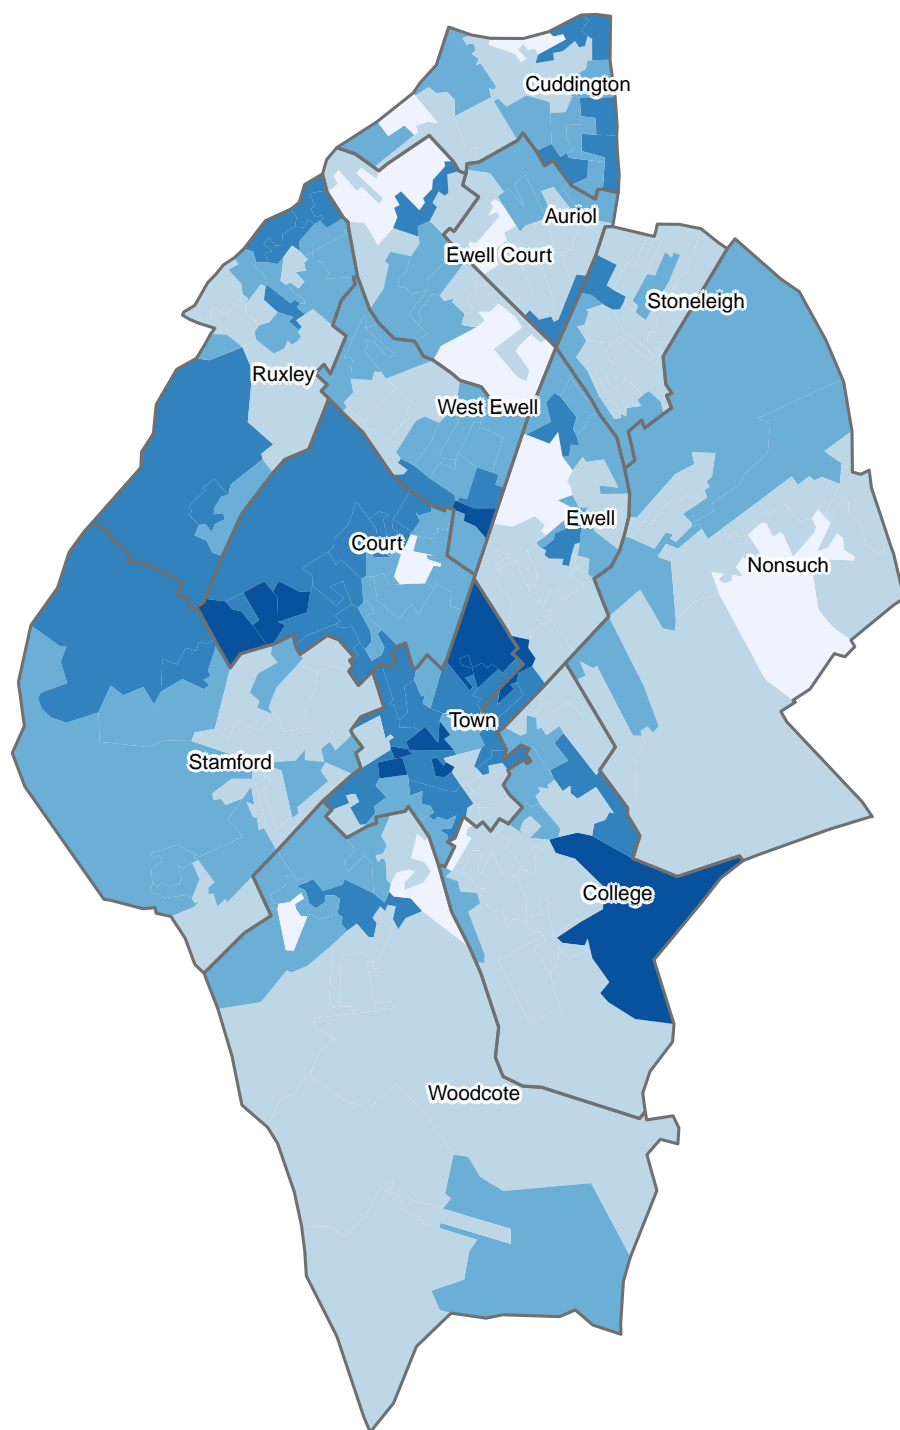 Cuddington
Auriol
Ewell Court
Stoneleigh
Ruxley
West Ewell
Ewell
Court
Nonsuch
Town
Stamford
College
Woodcote